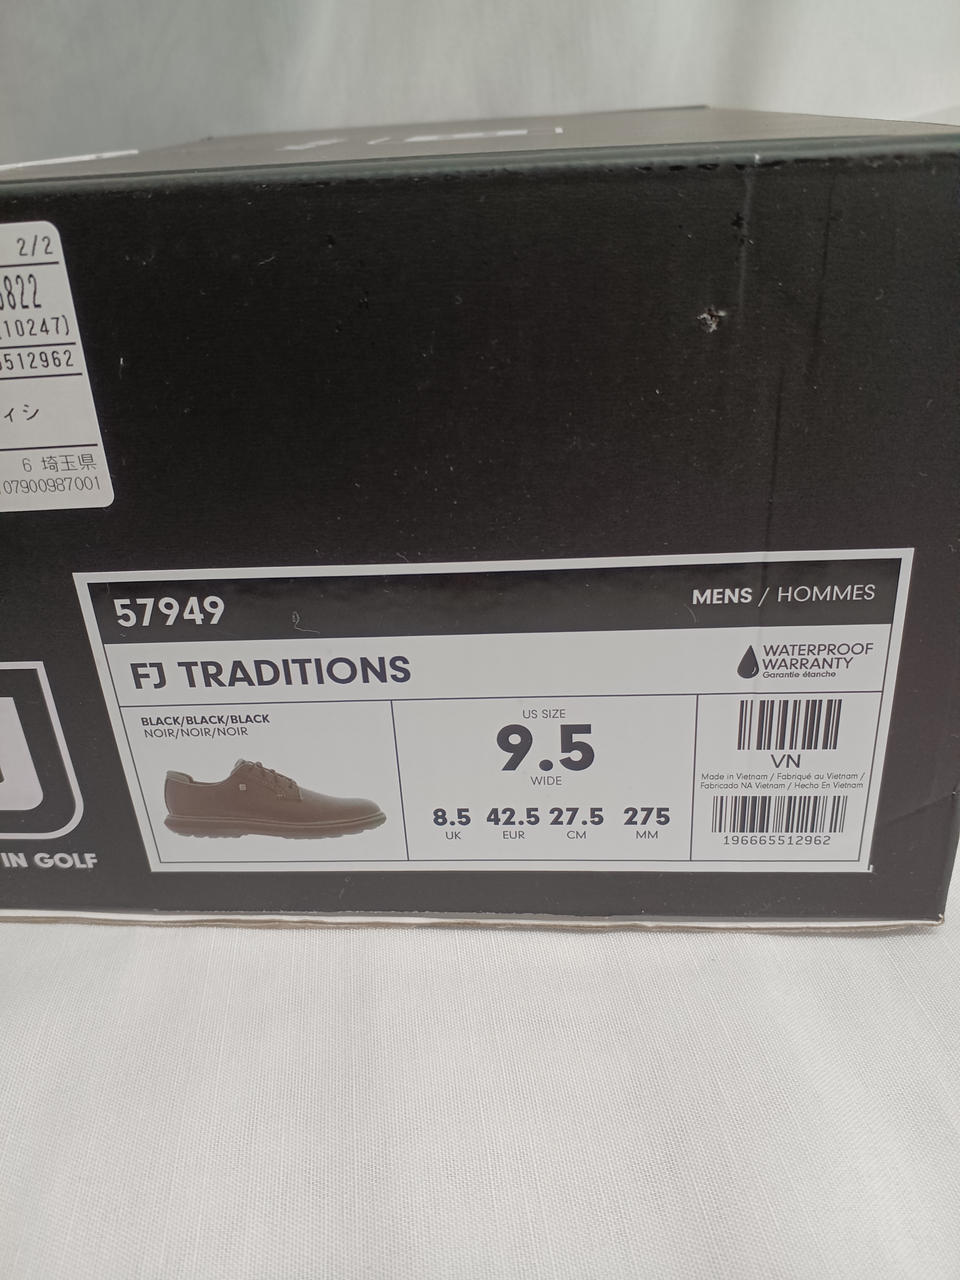 2/2
6822
(10247)
5512962
ィシ
6 埼玉県
07900987001
57949
MENS / HOMMES
FJ TRADITIONS
WATERPROOF
WARRANTY
Garantie étanche
BLACK/BLACK/BLACK
NOIR/NOIR/NOIR
US SIZE
9.5
WIDE
8.5 42.5 27.5 275
UK EUR CM MM
VN
Made in Vietnam / Fabriqué au Vietnam /
Fabricado NA Vietnam / Hecho En Vietnam
196665512962
IN GOLF